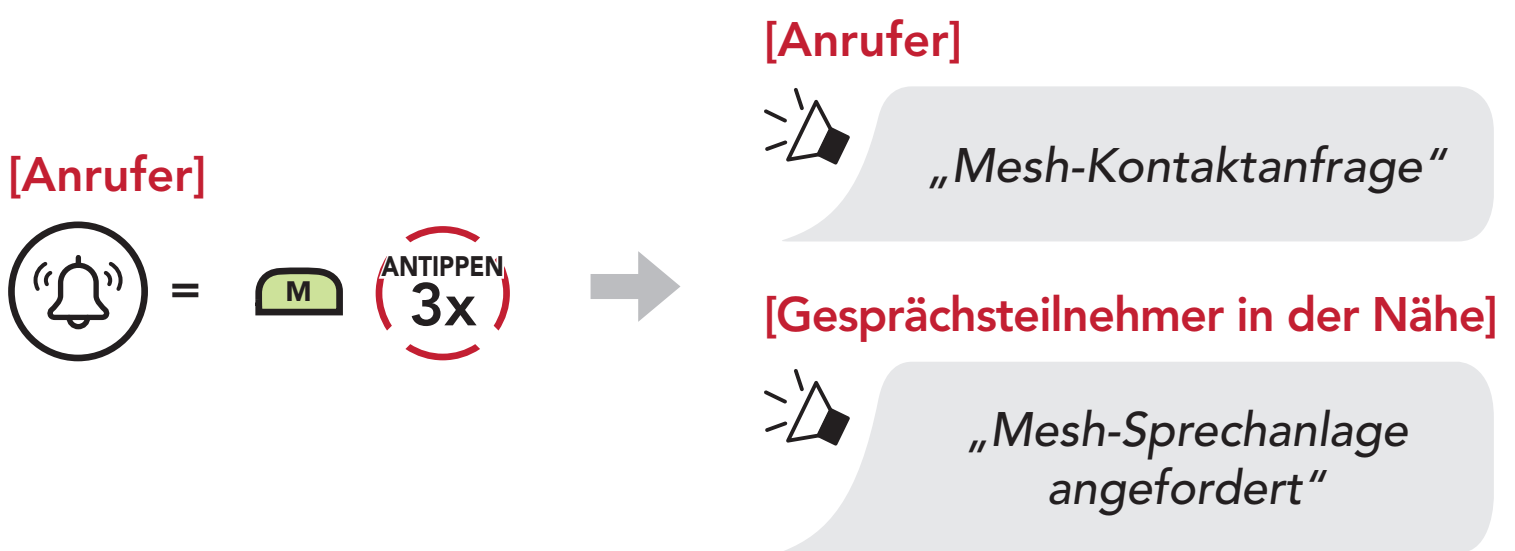 [Anrufer]
=
M
ANTIPPEN
3x
[Anrufer]
„Mesh-Kontaktanfrage“
[Gesprächsteilnehmer in der Nähe]
„Mesh-Sprechanlage
angefordert“